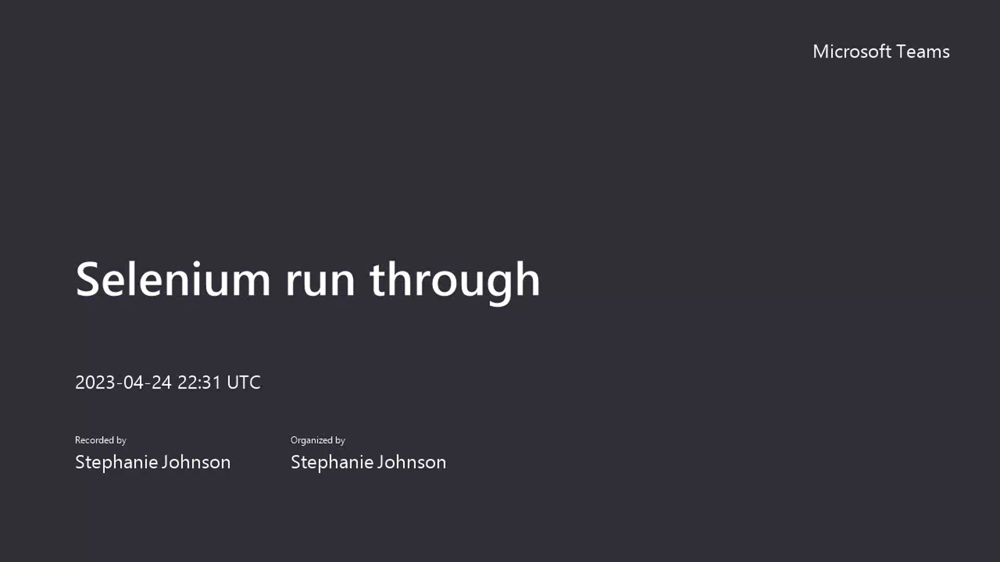 Microsoft Teams
Selenium run through
2023-04-24 22:31 UTC
Recorded by
Stephanie Johnson
Organized by
Stephanie Johnson